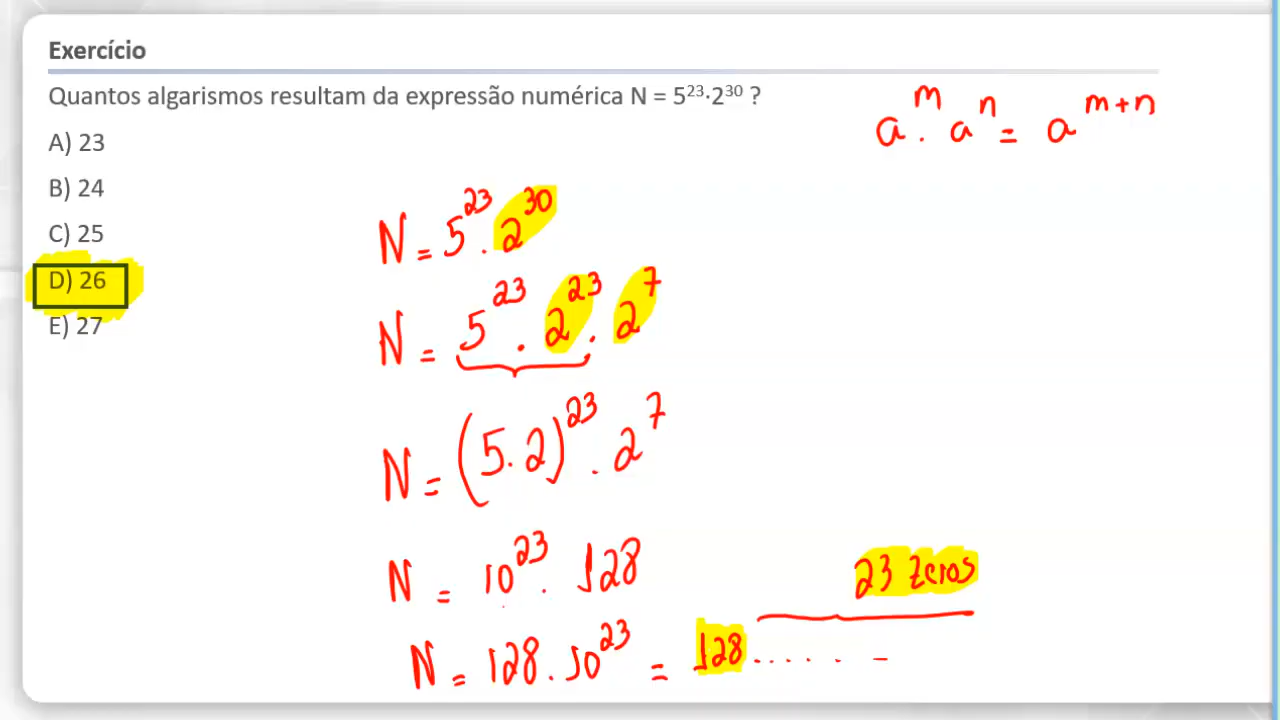 Exercício
Quantos algarismos resultam da expressão numérica N = 5²³·2³⁰ ?
A) 23
B) 24
C) 25
D) 26
E) 27
a^m . a^n = a^(m+n)
N = 5²³ . 2³⁰
N = 5²³ . 2²³ . 2⁷
N = (5.2)²³ . 2⁷
N = 10²³ . 128
23 zeros
N = 128 . 10²³ = 128 . . . . . . –